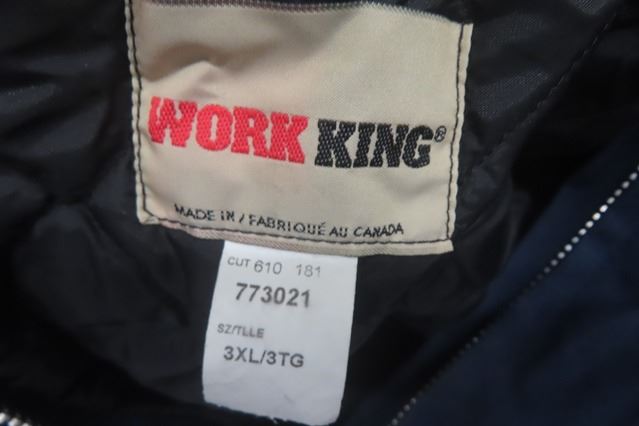 WORK KING®
MADE IN / FABRIQUÉ AU CANADA
CUT 610 181
773021
SZ/TLLE
3XL/3TG